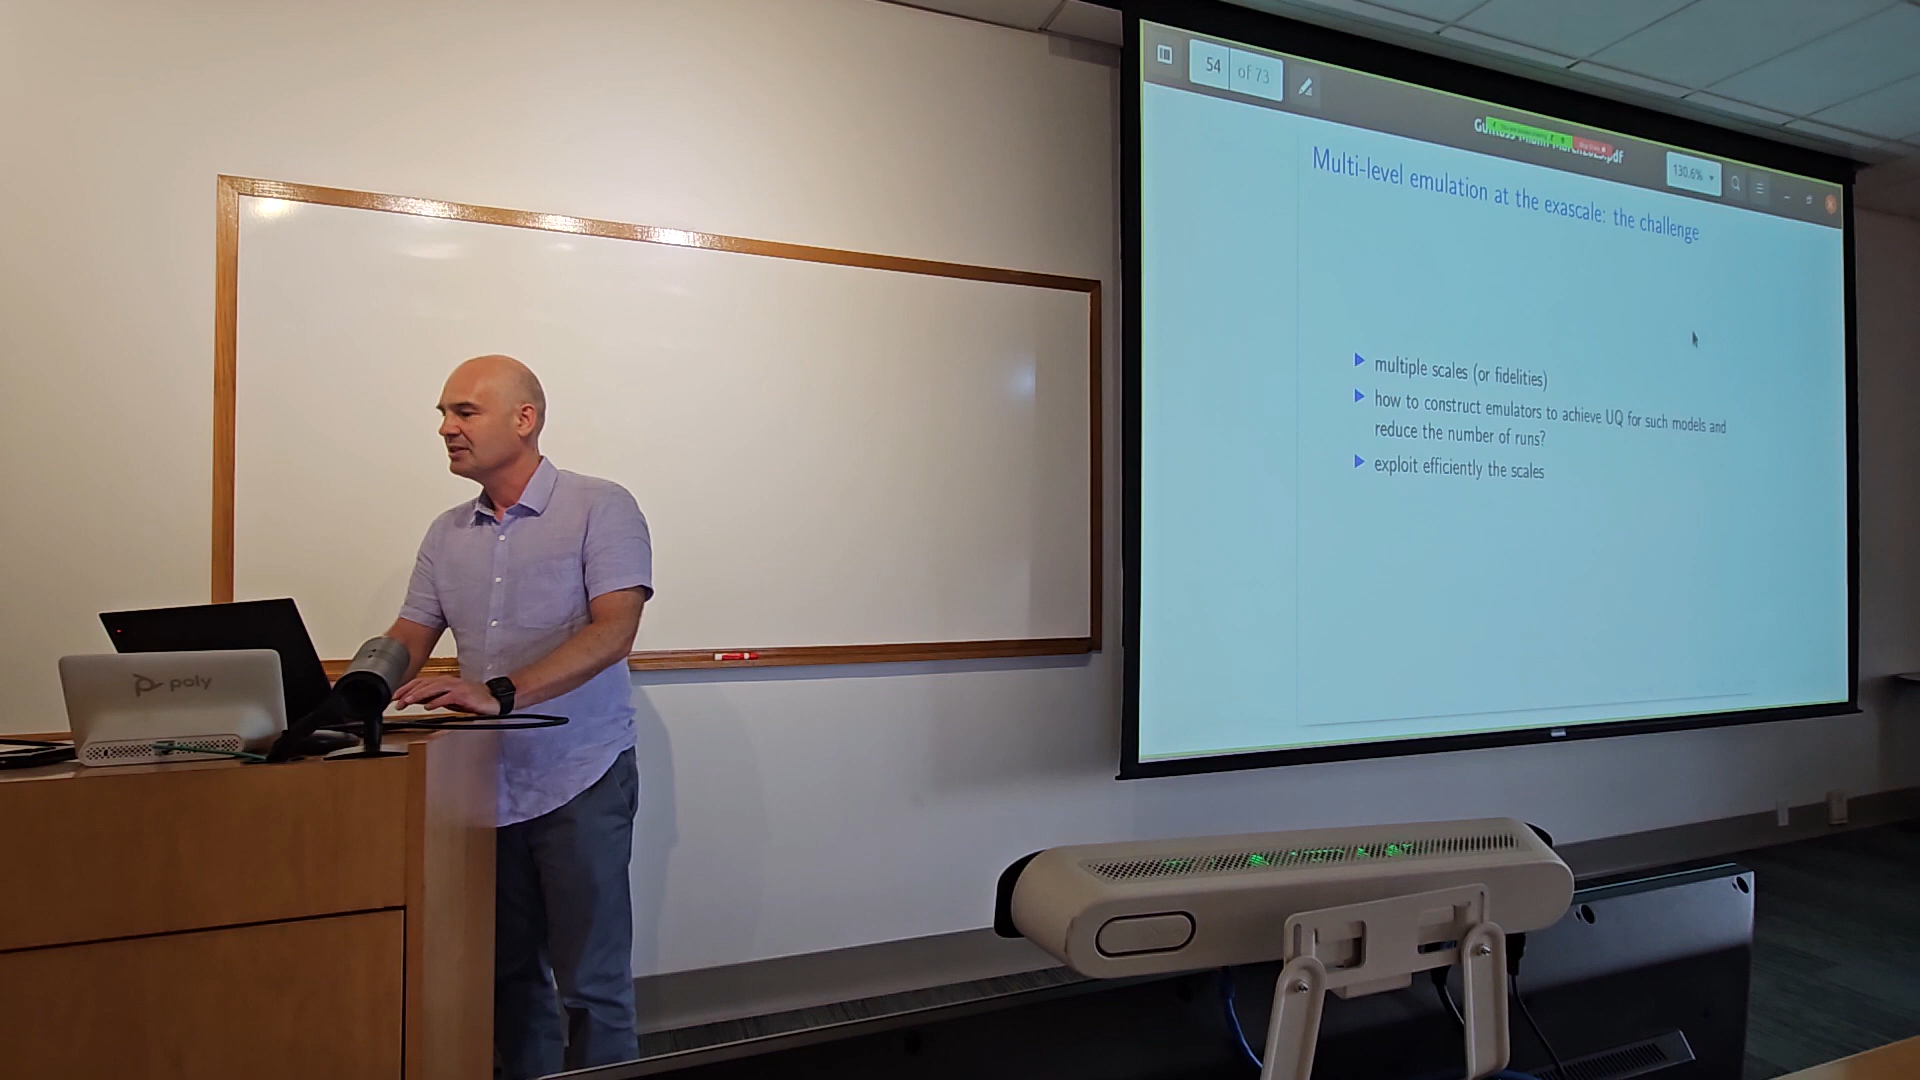 54 of 73
130.6%
Multi-level emulation at the exascale: the challenge
multiple scales (or fidelities)
how to construct emulators to achieve UQ for such models and
reduce the number of runs?
exploit efficiently the scales
poly